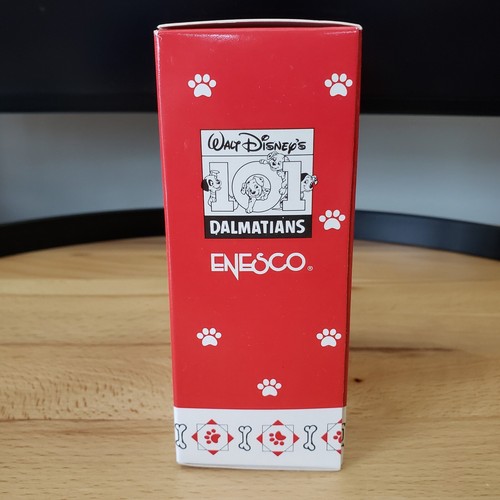 Walt Disney's
101
DALMATIANS
ENESCO®